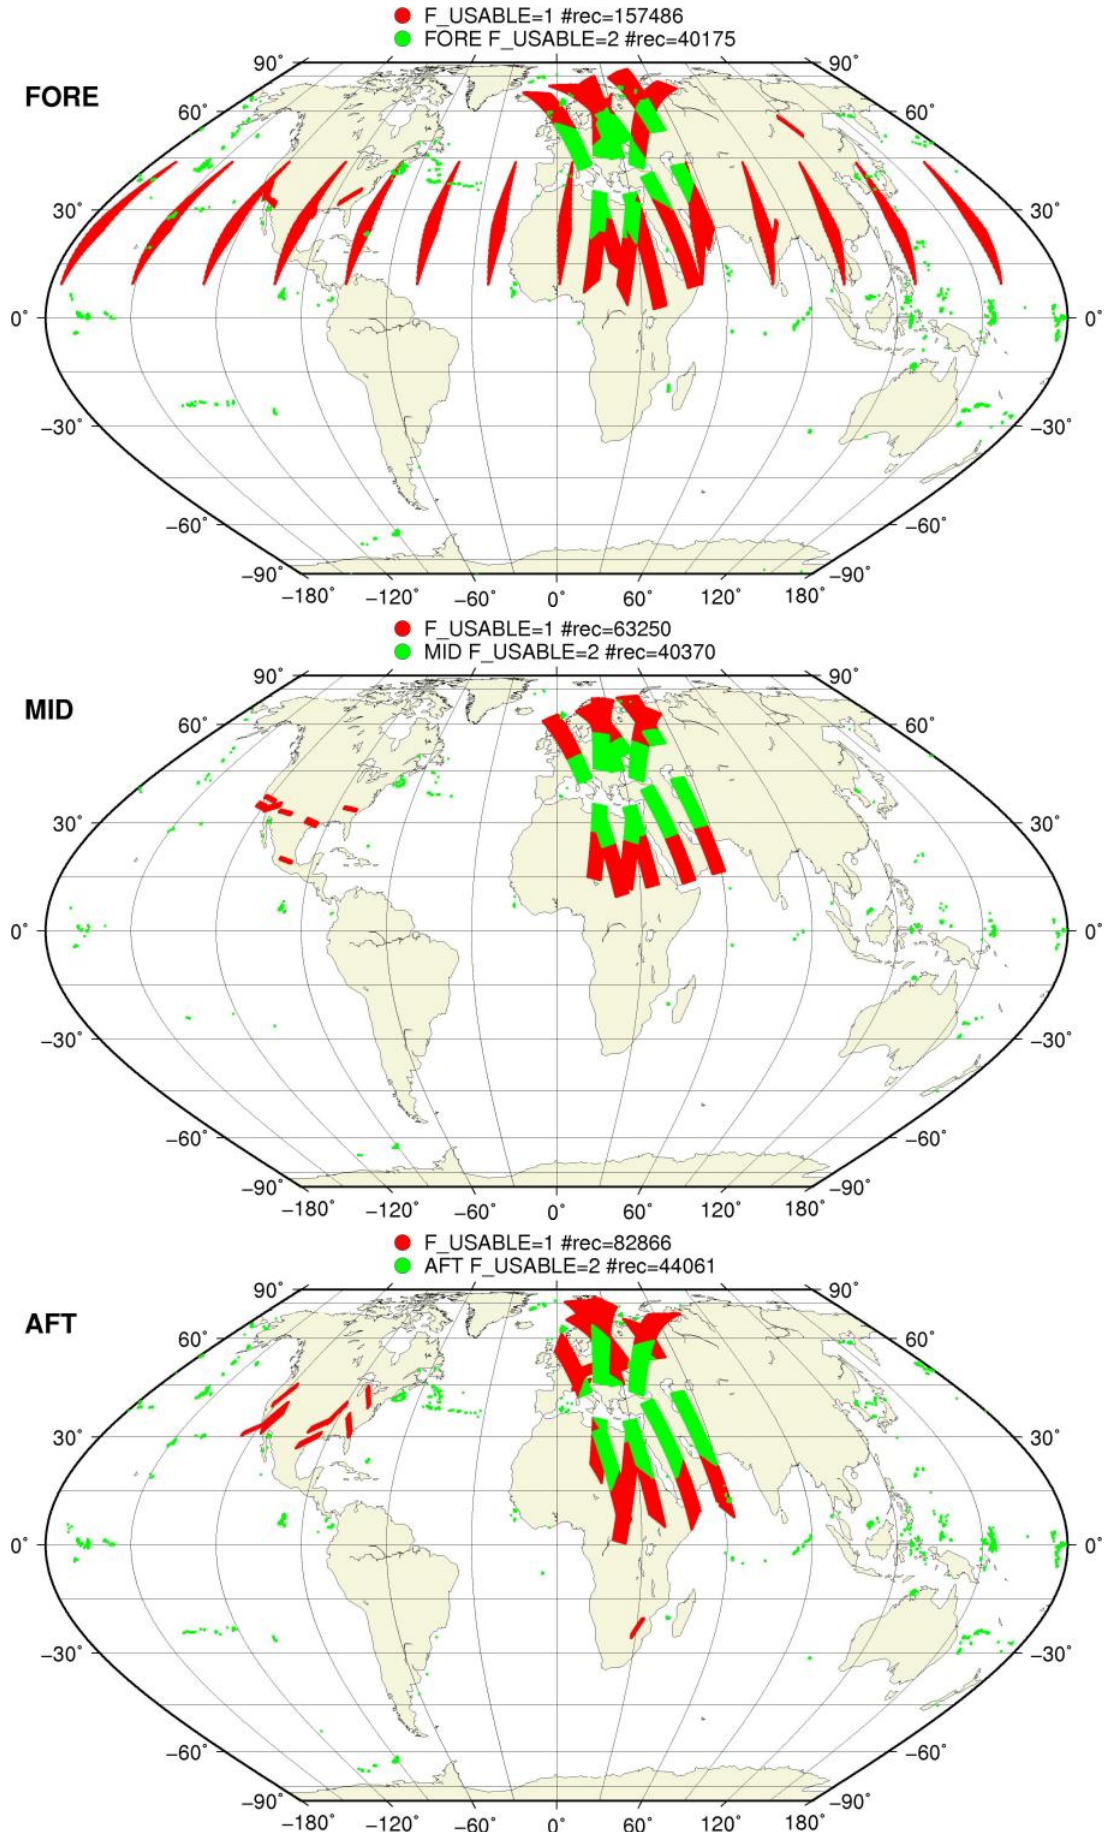 F_USABLE=1 #rec=157486
FORE F_USABLE=2 #rec=40175
FORE
90° 90°
60° 60°
30° 30°
0° 0°
−30° −30°
−60° −60°
−90° −90°
−180° −120° −60° 0° 60° 120° 180°
F_USABLE=1 #rec=63250
MID F_USABLE=2 #rec=40370
MID
90° 90°
60° 60°
30° 30°
0° 0°
−30° −30°
−60° −60°
−90° −90°
−180° −120° −60° 0° 60° 120° 180°
F_USABLE=1 #rec=82866
AFT F_USABLE=2 #rec=44061
AFT
90° 90°
60° 60°
30° 30°
0° 0°
−30° −30°
−60° −60°
−90° −90°
−180° −120° −60° 0° 60° 120° 180°